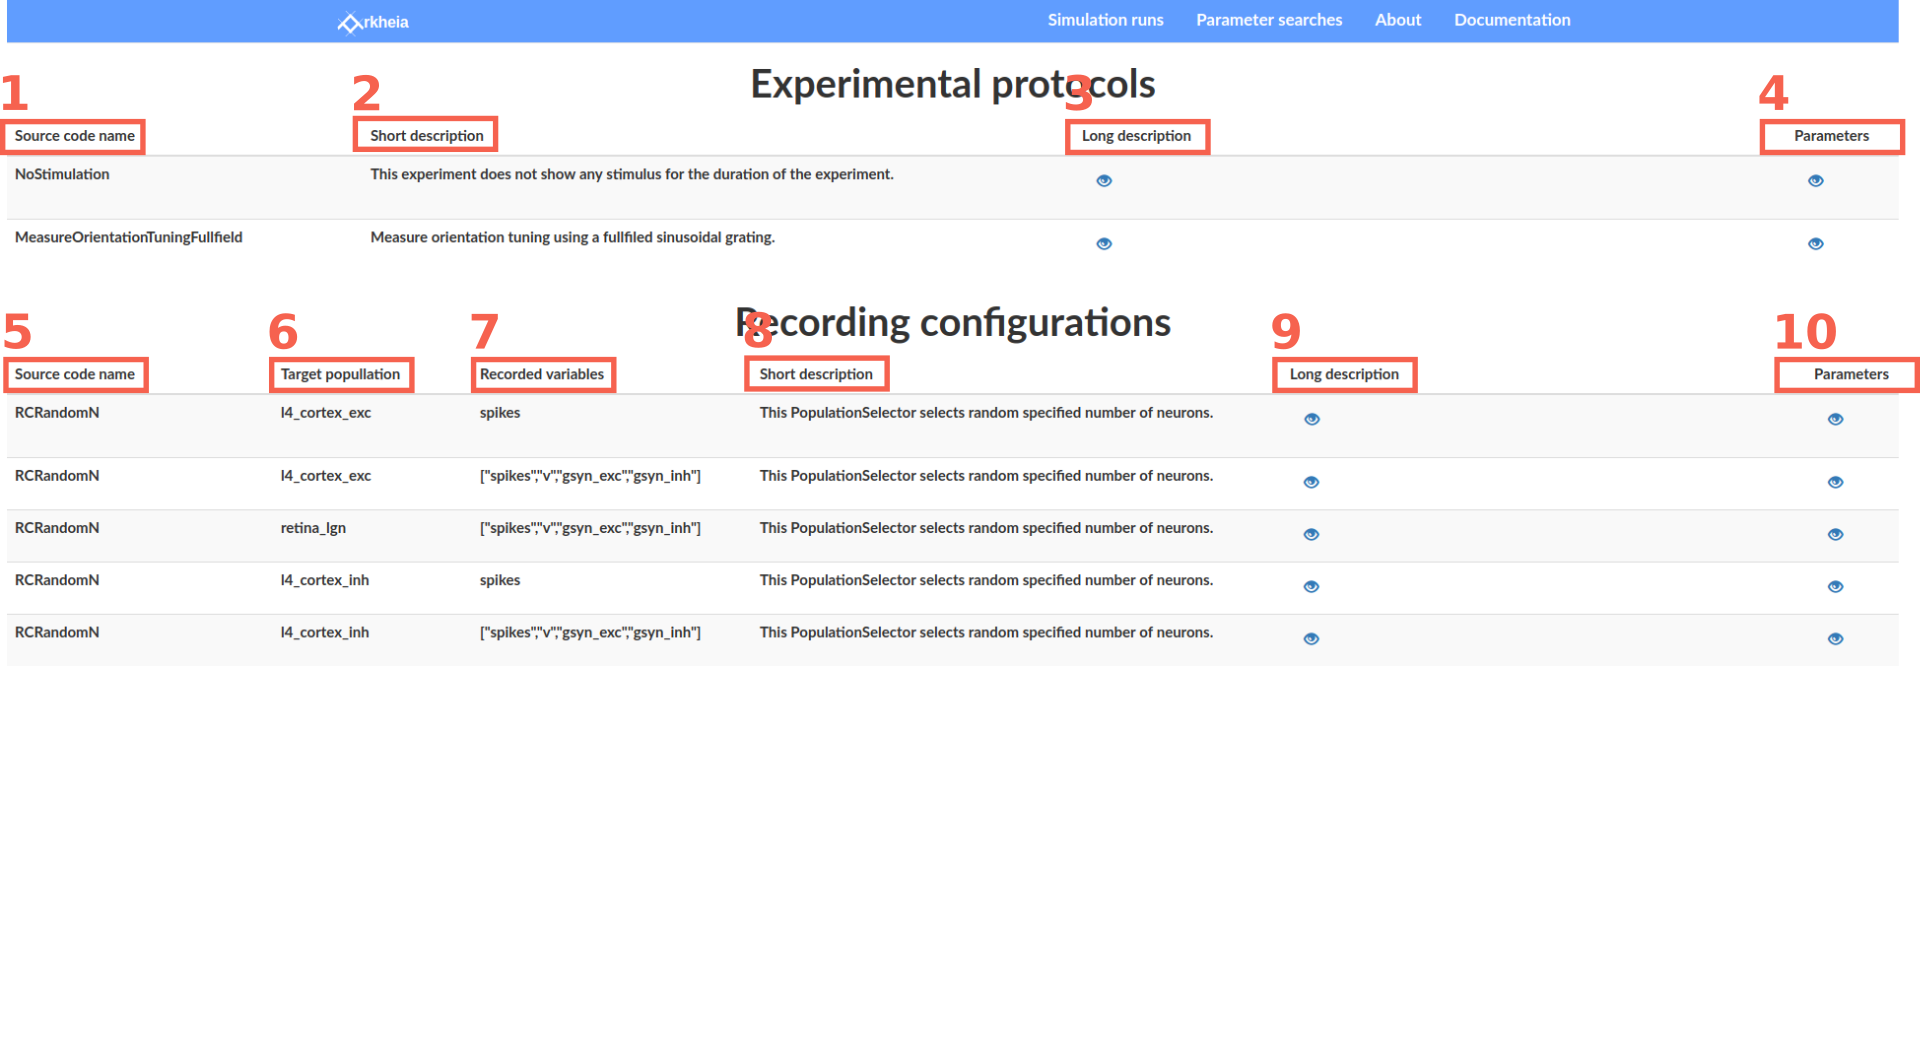 rkheia Simulation runs Parameter searches About Documentation
Experimental protocols
1 2 3 4
Source code name Short description Long description Parameters
NoStimulation This experiment does not show any stimulus for the duration of the experiment.
MeasureOrientationTuningFullfield Measure orientation tuning using a fullfiled sinusoidal grating.
Recording configurations
5 6 7 8 9 10
Source code name Target popullation Recorded variables Short description Long description Parameters
RCRandomN l4_cortex_exc spikes This PopulationSelector selects random specified number of neurons.
RCRandomN l4_cortex_exc ["spikes","v","gsyn_exc","gsyn_inh"] This PopulationSelector selects random specified number of neurons.
RCRandomN retina_lgn ["spikes","v","gsyn_exc","gsyn_inh"] This PopulationSelector selects random specified number of neurons.
RCRandomN l4_cortex_inh spikes This PopulationSelector selects random specified number of neurons.
RCRandomN l4_cortex_inh ["spikes","v","gsyn_exc","gsyn_inh"] This PopulationSelector selects random specified number of neurons.